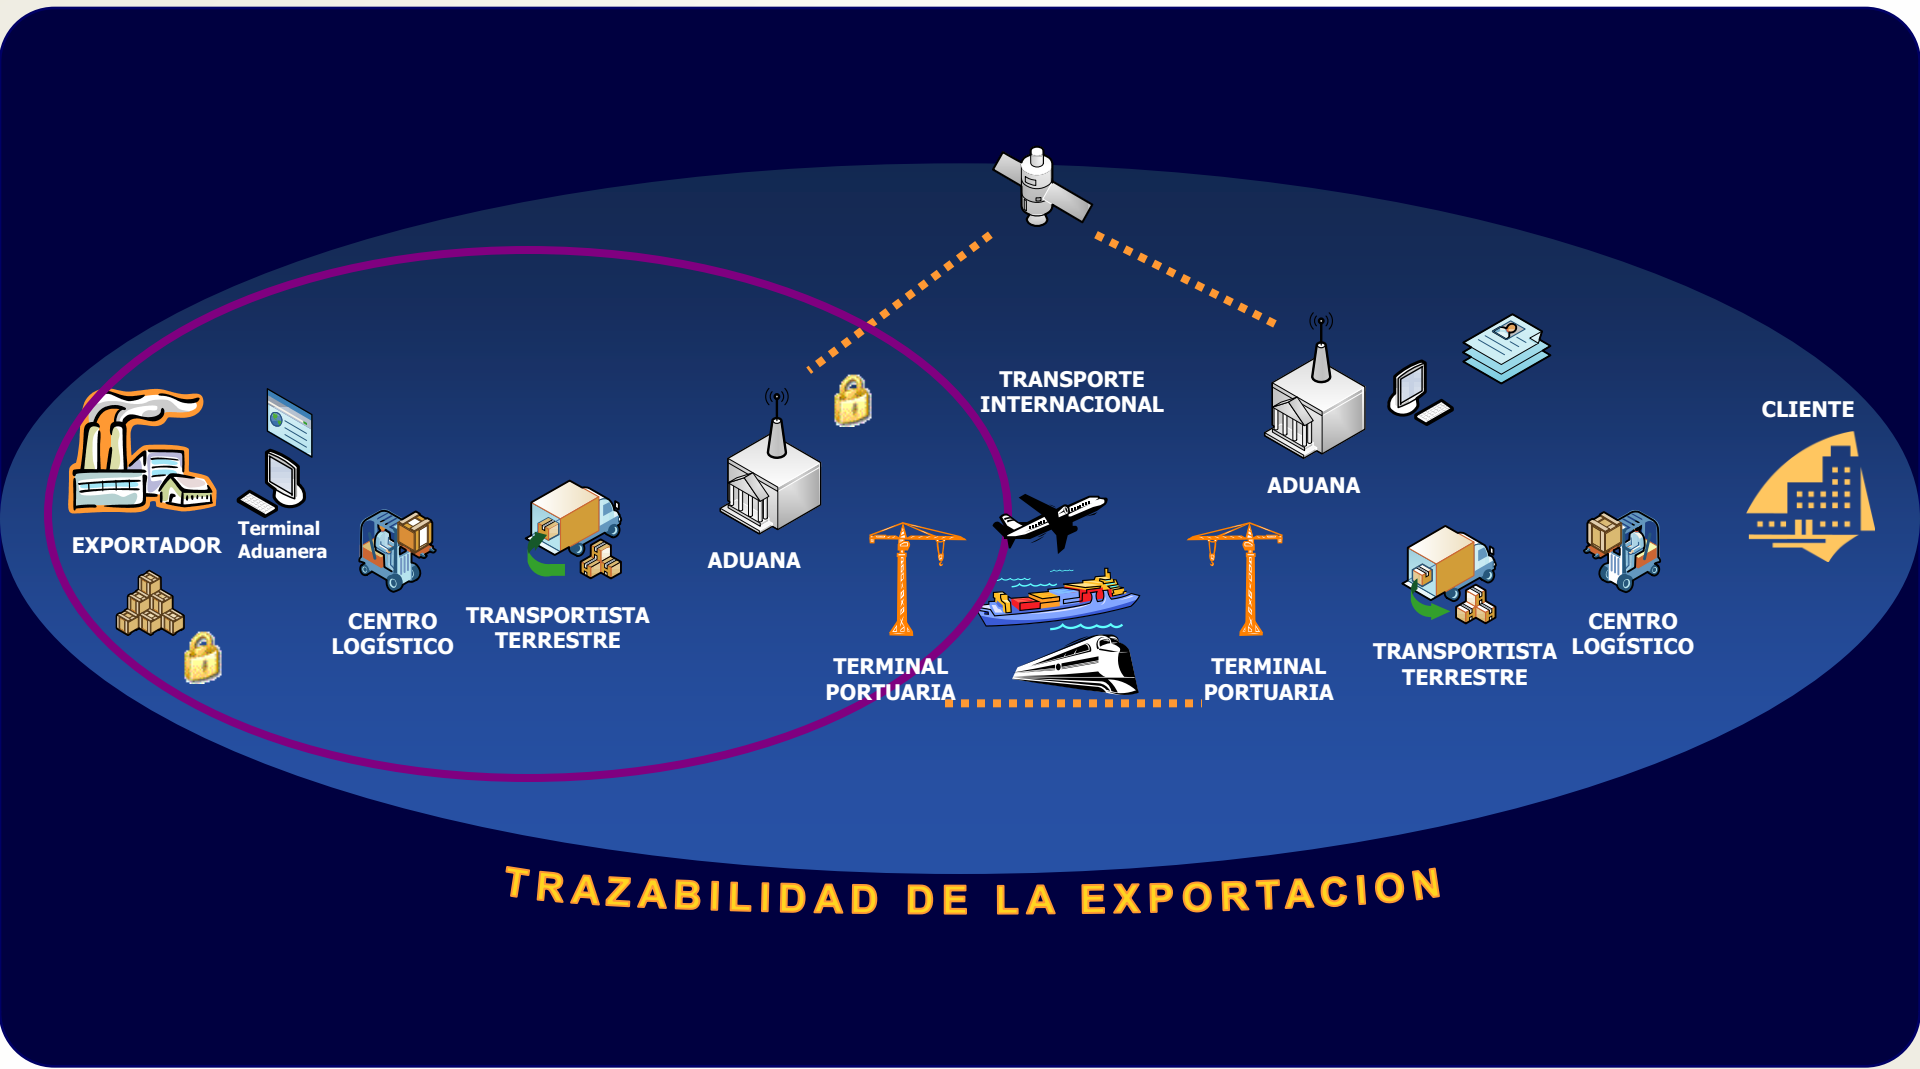 EXPORTADOR
Terminal
Aduanera
CENTRO
LOGÍSTICO
TRANSPORTISTA
TERRESTRE
ADUANA
TERMINAL
PORTUARIA
TRANSPORTE
INTERNACIONAL
TERMINAL
PORTUARIA
ADUANA
TRANSPORTISTA
TERRESTRE
CENTRO
LOGÍSTICO
CLIENTE
TRAZABILIDAD DE LA EXPORTACION